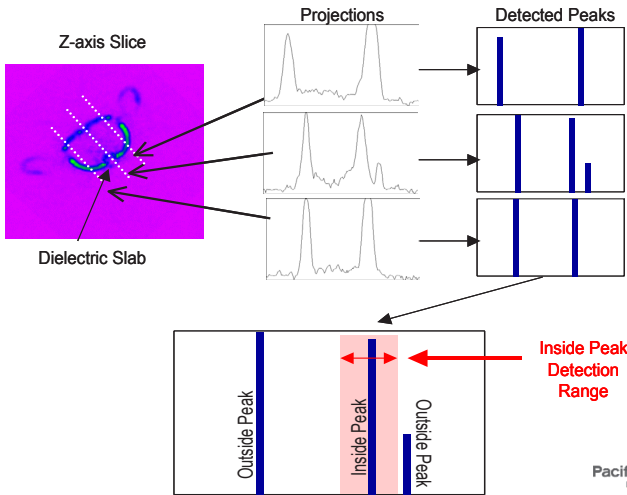 Projections
Detected Peaks
Z-axis Slice
Dielectric Slab
Inside Peak
Detection
Range
Outside Peak
Inside Peak
Outside Peak
Pacif